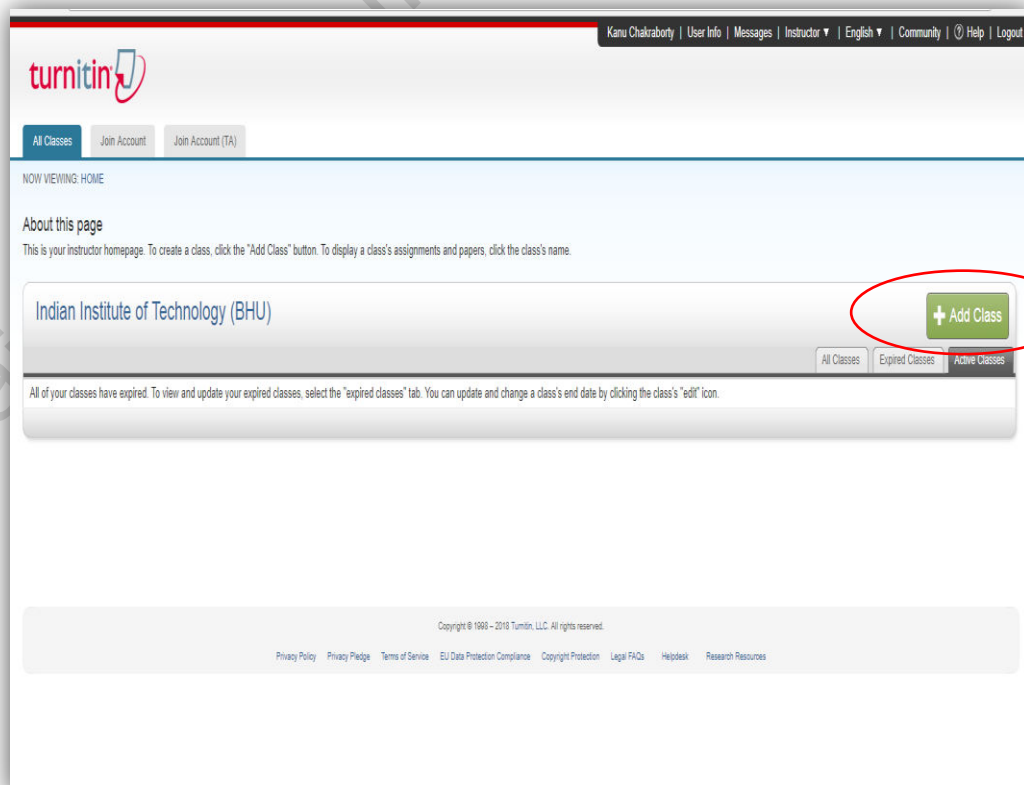 Kanu Chakraborty | User Info | Messages | Instructor ▼ | English ▼ | Community | ? Help | Logout
turnitin
All Classes Join Account Join Account (TA)
NOW VIEWING: HOME
About this page
This is your instructor homepage. To create a class, click the "Add Class" button. To display a class's assignments and papers, click the class's name.
Indian Institute of Technology (BHU)
+ Add Class
All Classes Expired Classes Active Classes
All of your classes have expired. To view and update your expired classes, select the "expired classes" tab. You can update and change a class's end date by clicking the class's "edit" icon.
Copyright © 1998 – 2018 Turnitin, LLC. All rights reserved.
Privacy Policy Privacy Pledge Terms of Service EU Data Protection Compliance Copyright Protection Legal FAQs Helpdesk Research Resources